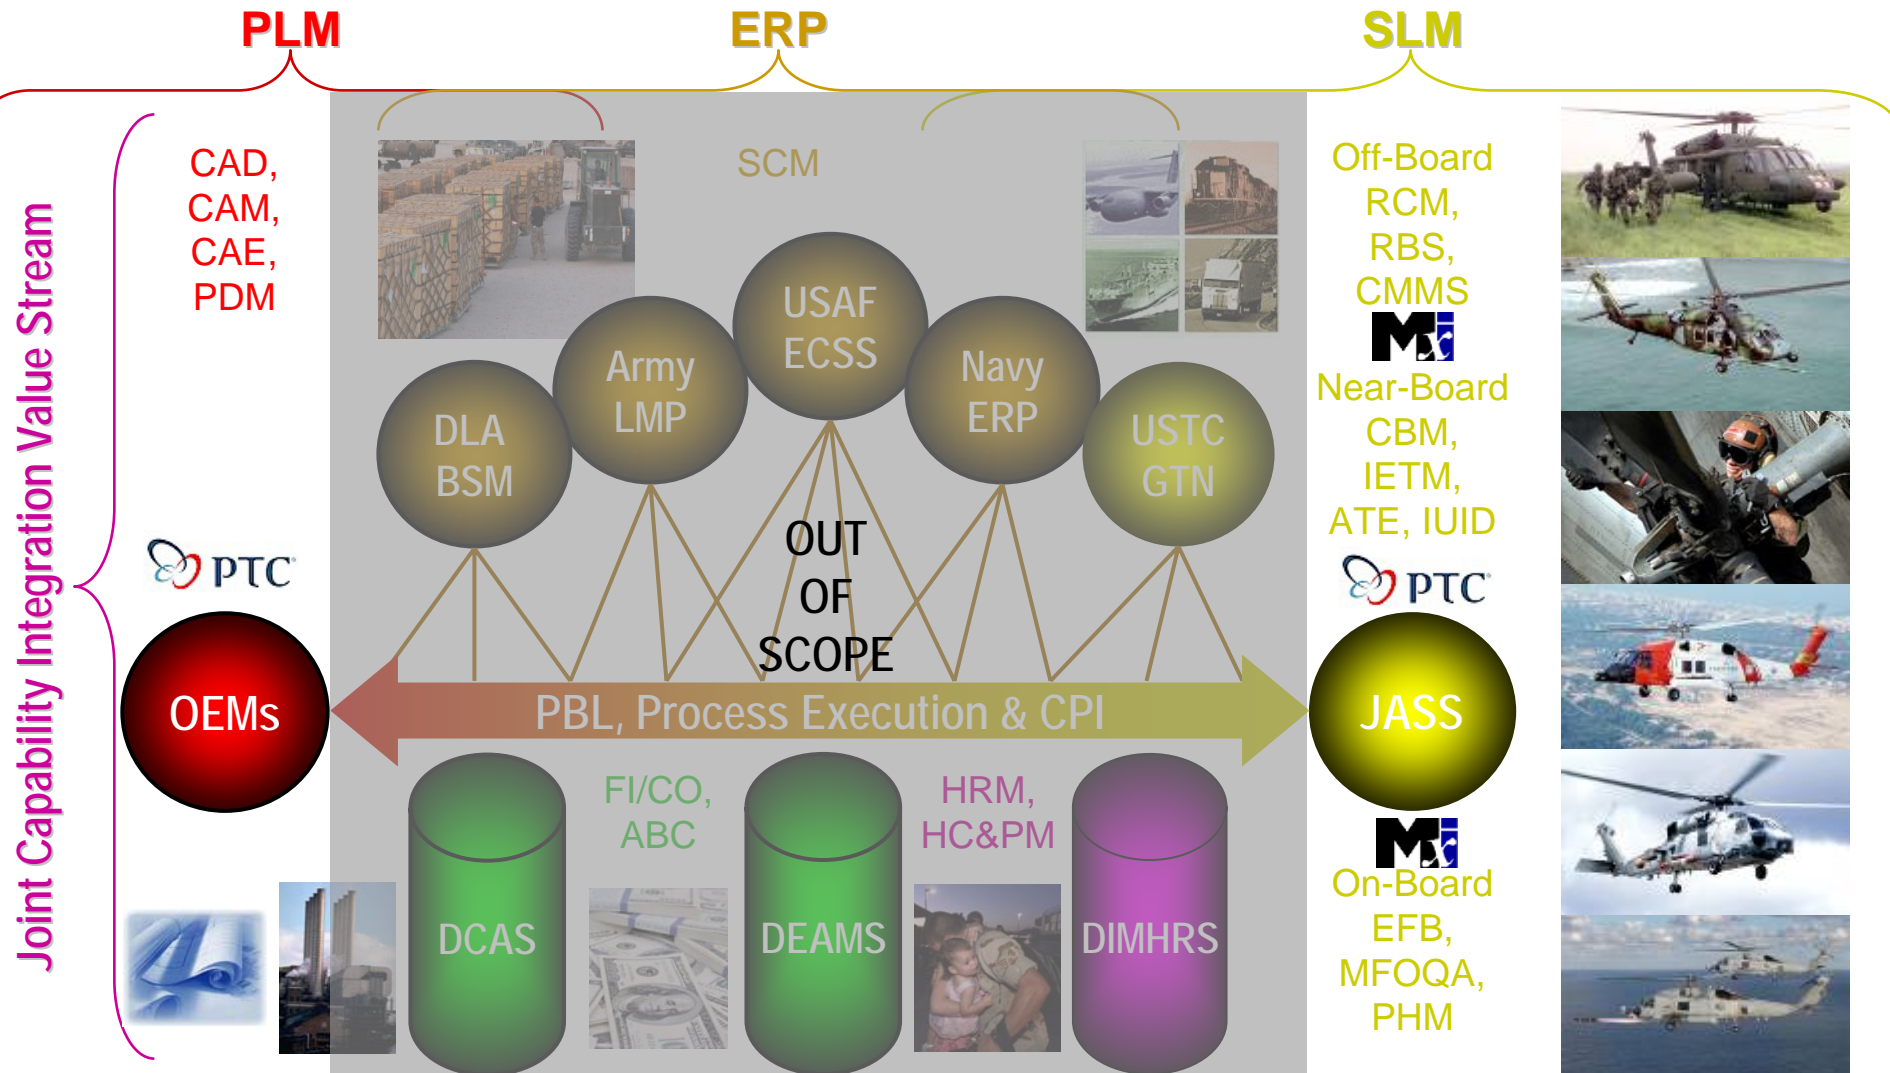 PLM
ERP
SLM
Joint Capability Integration Value Stream
CAD,
CAM,
CAE,
PDM
PTC
OEMs
SCM
DLA
BSM
Army
LMP
USAF
ECSS
Navy
ERP
USTC
GTN
OUT
OF
SCOPE
PBL, Process Execution & CPI
DCAS
FI/CO,
ABC
DEAMS
HRM,
HC&PM
DIMHRS
Off-Board
RCM,
RBS,
CMMS
Mxi
Near-Board
CBM,
IETM,
ATE, IUID
PTC
JASS
Mxi
On-Board
EFB,
MFOQA,
PHM